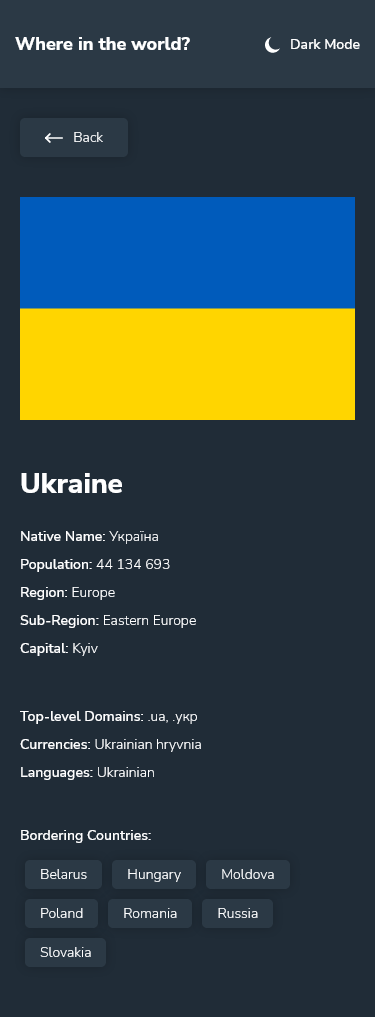 Where in the world? Dark Mode
Back
Ukraine
Native Name: Україна
Population: 44 134 693
Region: Europe
Sub-Region: Eastern Europe
Capital: Kyiv
Top-level Domains: .ua, .укр
Currencies: Ukrainian hryvnia
Languages: Ukrainian
Bordering Countries:
Belarus Hungary Moldova
Poland Romania Russia
Slovakia